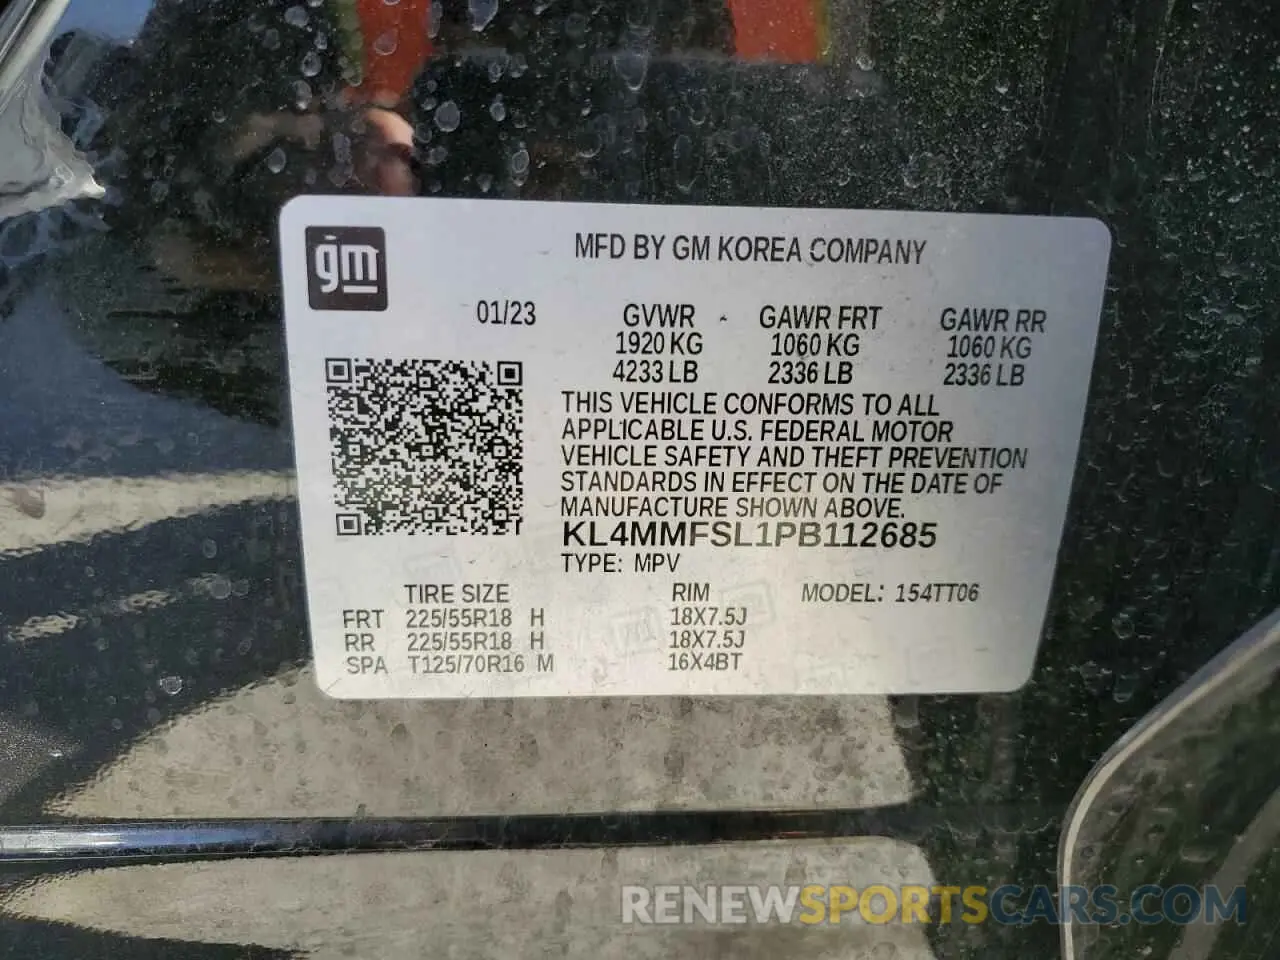 gm
MFD BY GM KOREA COMPANY
01/23
GVWR GAWR FRT GAWR RR
1920 KG 1060 KG 1060 KG
4233 LB 2336 LB 2336 LB
THIS VEHICLE CONFORMS TO ALL
APPLICABLE U.S. FEDERAL MOTOR
VEHICLE SAFETY AND THEFT PREVENTION
STANDARDS IN EFFECT ON THE DATE OF
MANUFACTURE SHOWN ABOVE.
KL4MMFSL1PB112685
TYPE: MPV
TIRE SIZE RIM MODEL: 154TT06
FRT 225/55R18 H 18X7.5J
RR 225/55R18 H 18X7.5J
SPA T125/70R16 M 16X4BT
RENEWSPORTSCARS.COM